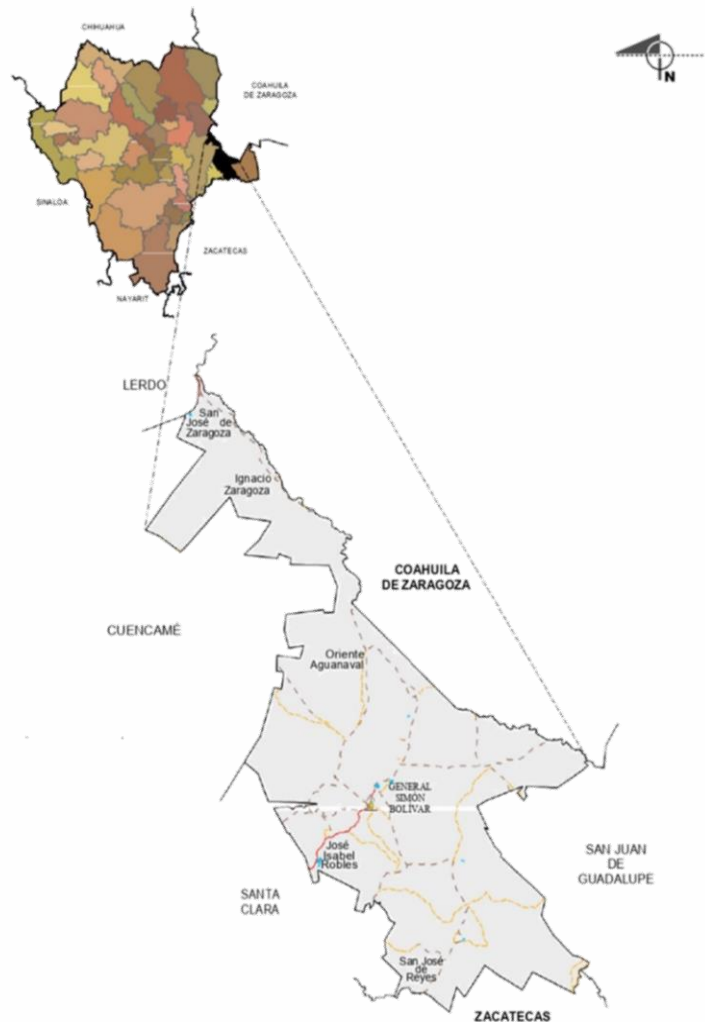 CHIHUAHUA
COAHUILA
DE ZARAGOZA
N
SINALOA
ZACATECAS
NAYARIT
LERDO
San
José de
Zaragoza
Ignacio
Zaragoza
COAHUILA
DE ZARAGOZA
CUENCAMÉ
Oriente
Aguanaval
GENERAL
SIMÓN
BOLÍVAR
José
Isabel
Robles
SAN JUAN
DE
GUADALUPE
SANTA
CLARA
San José
de
Reyes
ZACATECAS